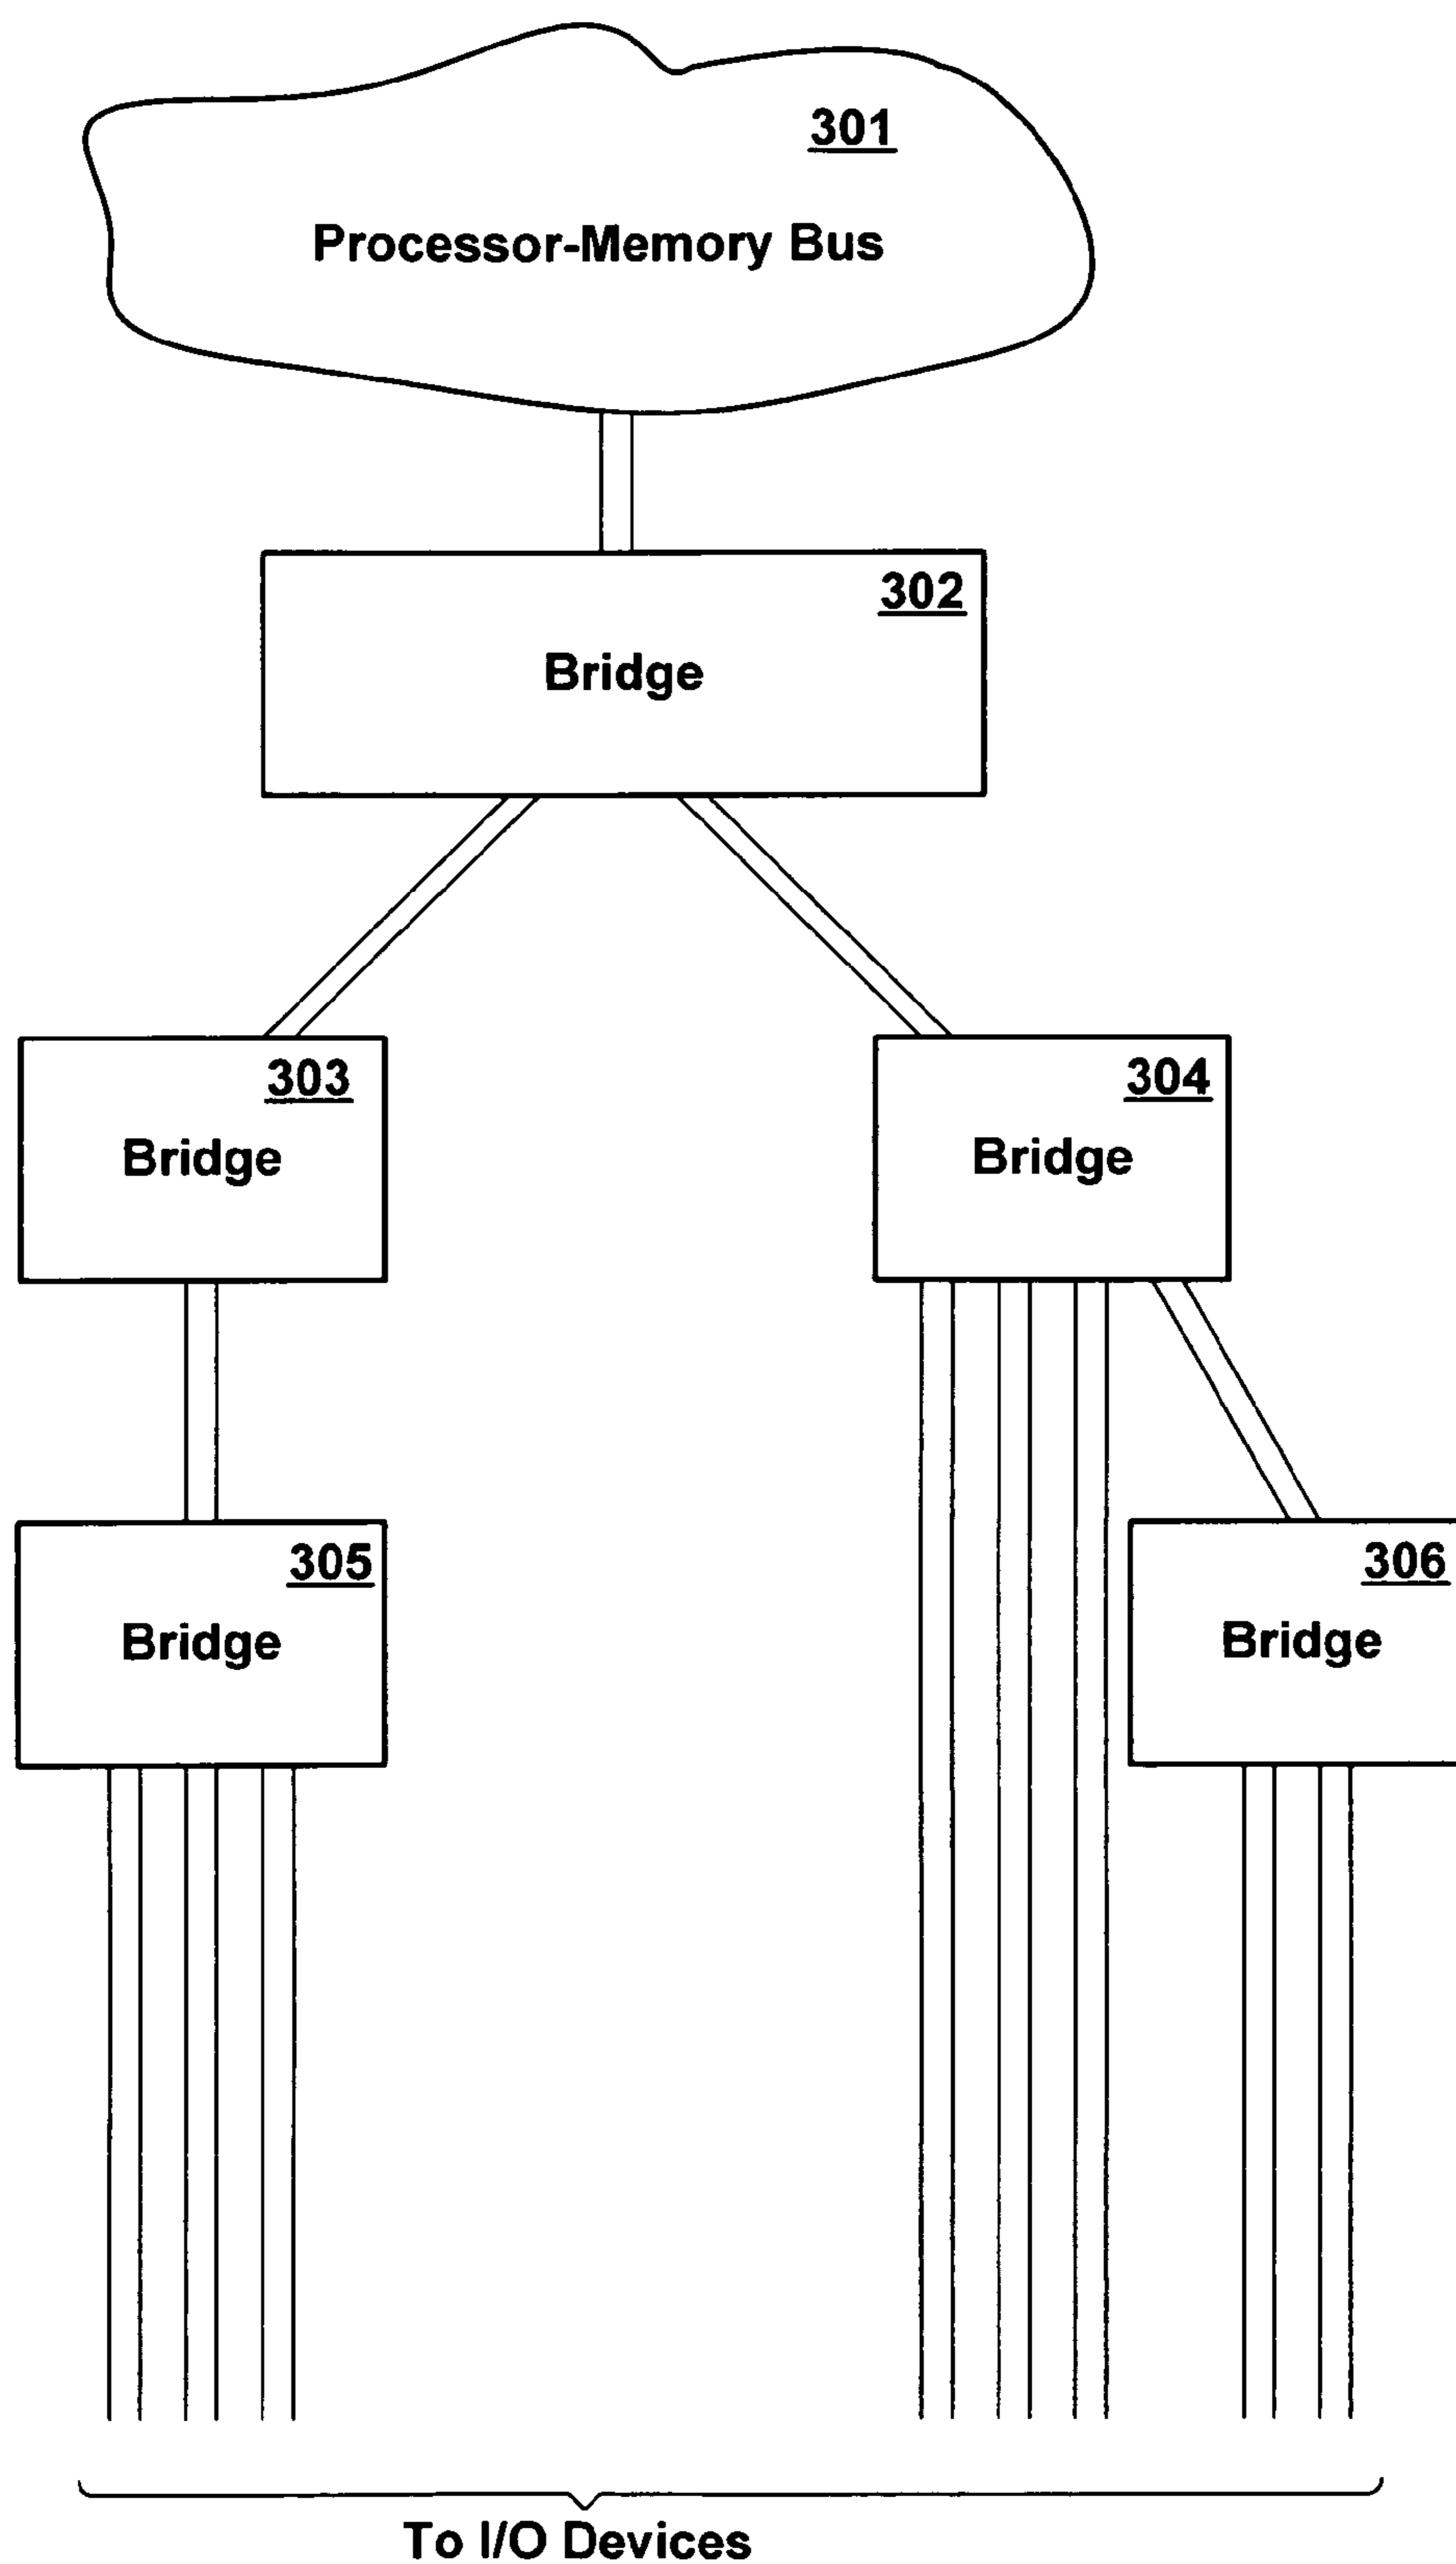 301
Processor-Memory Bus
302
Bridge
303
Bridge
304
Bridge
305
Bridge
306
Bridge
To I/O Devices